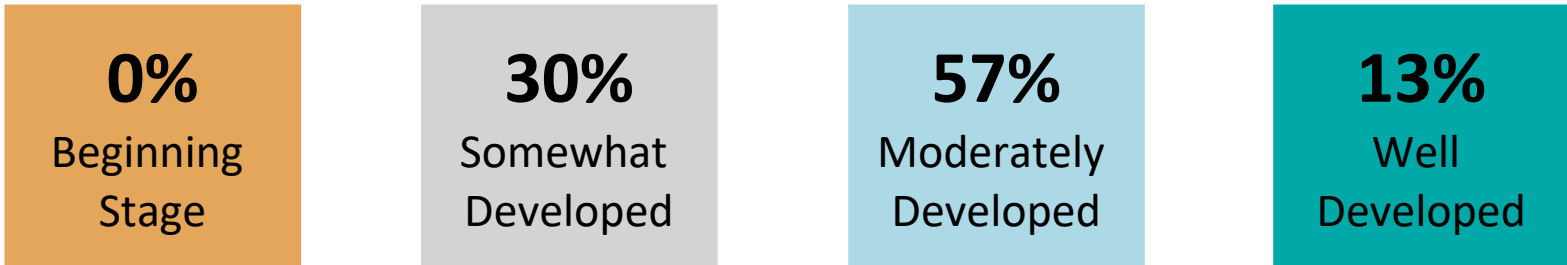 0%
Beginning
Stage
30%
Somewhat
Developed
57%
Moderately
Developed
13%
Well
Developed